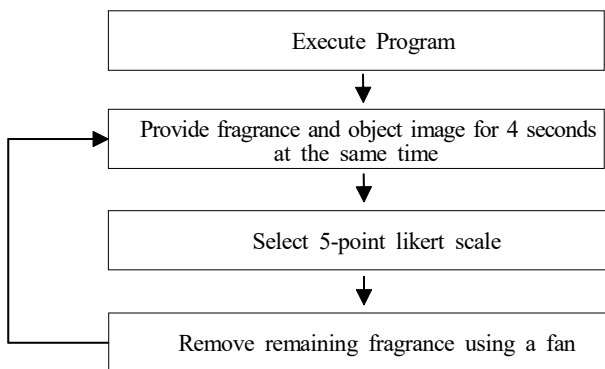 Execute Program
Provide fragrance and object image for 4 seconds
at the same time
Select 5-point likert scale
Remove remaining fragrance using a fan